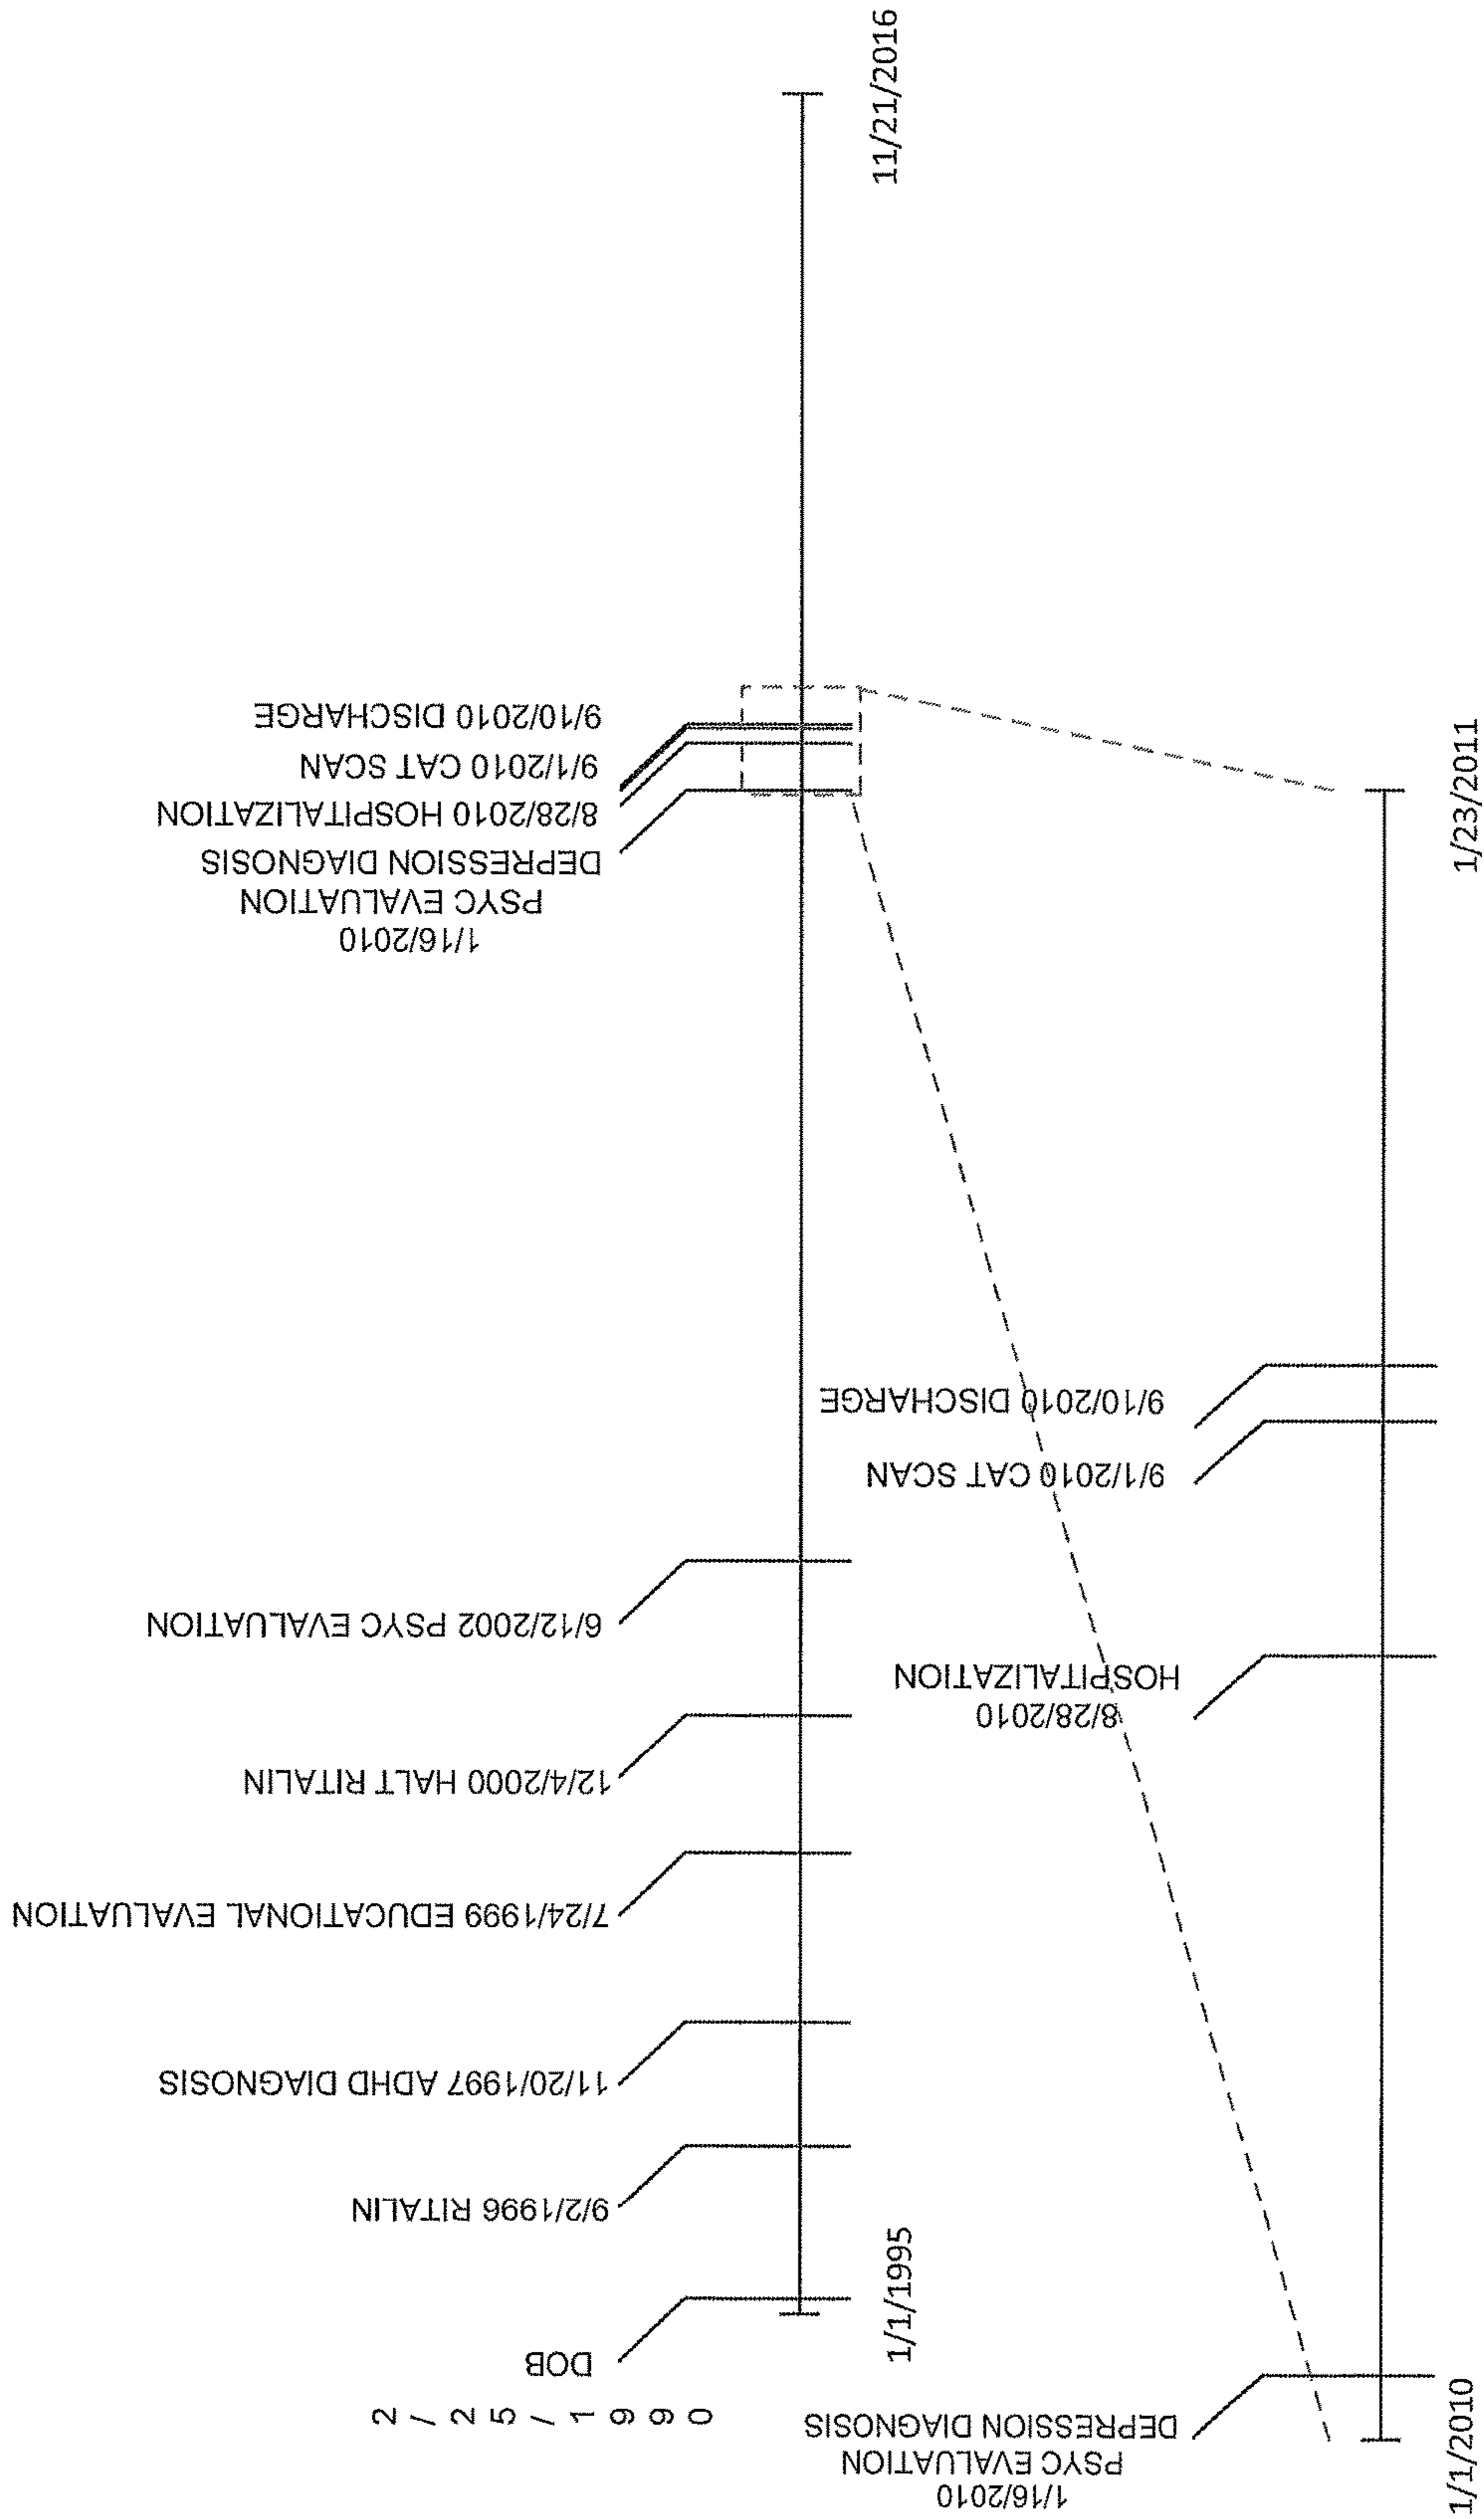 2/25/1990
DOB
9/2/1996 RITALIN
11/20/1997 ADHD DIAGNOSIS
7/24/1999 EDUCATIONAL EVALUATION
12/4/2000 HALT RITALIN
6/12/2002 PSYC EVALUATION
1/16/2010
PSYC EVALUATION
DEPRESSION DIAGNOSIS
8/28/2010 HOSPITALIZATION
9/1/2010 CAT SCAN
9/10/2010 DISCHARGE
1/1/1995
11/21/2016
1/16/2010
PSYC EVALUATION
DEPRESSION DIAGNOSIS
8/28/2010
HOSPITALIZATION
9/1/2010 CAT SCAN
9/10/2010 DISCHARGE
1/1/2010
1/23/2011